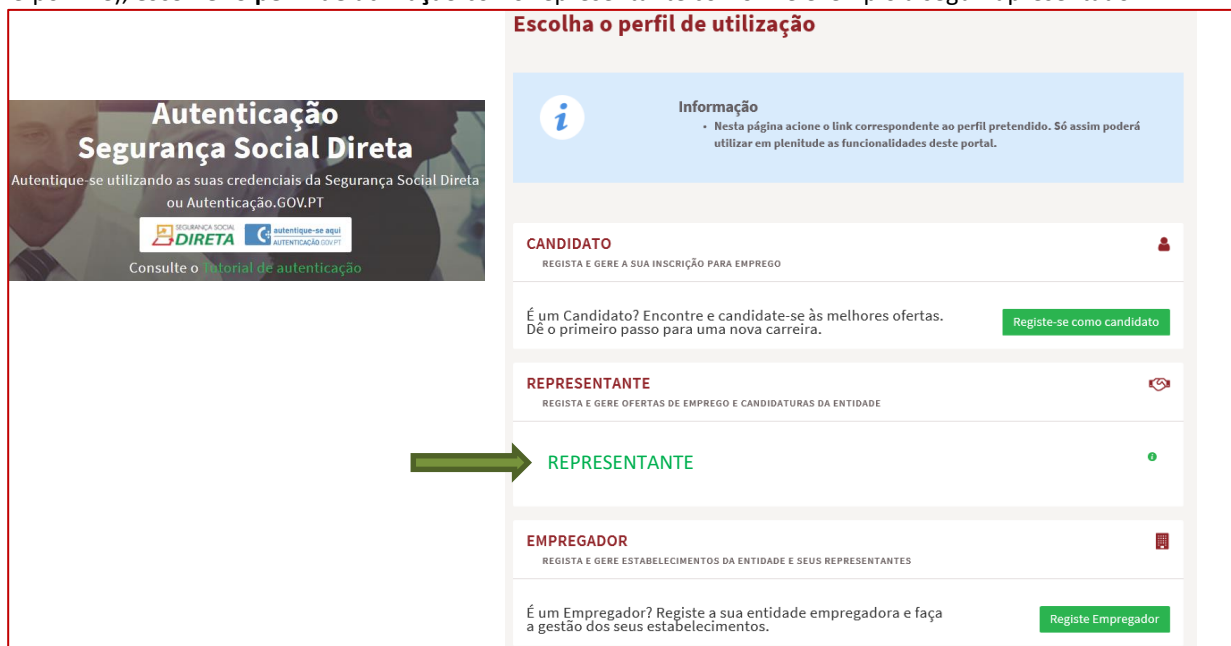 Escolha o perfil de utilização
Autenticação
Segurança Social Direta
Autentique-se utilizando as suas credenciais da Segurança Social Direta
ou Autenticação.GOV.PT
SEGURANÇA SOCIAL
DIRETA
autentique-se aqui
AUTENTICAÇÃO.GOV.PT
Consulte o Tutorial de autenticação
Informação
• Nesta página acione o link correspondente ao perfil pretendido. Só assim poderá
utilizar em plenitude as funcionalidades deste portal.
CANDIDATO
REGISTA E GERE A SUA INSCRIÇÃO PARA EMPREGO
É um Candidato? Encontre e candidate-se às melhores ofertas.
Dê o primeiro passo para uma nova carreira.
Registe-se como candidato
REPRESENTANTE
REGISTA E GERE OFERTAS DE EMPREGO E CANDIDATURAS DA ENTIDADE
REPRESENTANTE
EMPREGADOR
REGISTA E GERE ESTABELECIMENTOS DA ENTIDADE E SEUS REPRESENTANTES
É um Empregador? Registe a sua entidade empregadora e faça
a gestão dos seus estabelecimentos.
Registe Empregador